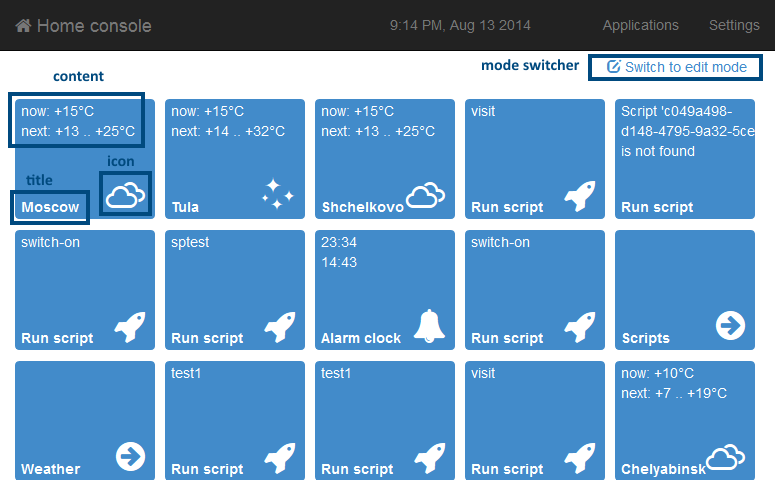 Home console 9:14 PM, Aug 13 2014 Applications Settings
mode switcher Switch to edit mode
content
now: +15°C
next: +13 .. +25°C
icon
title
Moscow
now: +15°C
next: +14 .. +32°C
Tula
now: +15°C
next: +13 .. +25°C
Shchelkovo
visit
Run script
Script 'c049a498-
d148-4795-9a32-5ce
is not found
Run script
switch-on
Run script
sptest
Run script
23:34
14:43
Alarm clock
switch-on
Run script
Scripts
Weather
test1
Run script
test1
Run script
visit
Run script
now: +10°C
next: +7 .. +19°C
Chelyabinsk